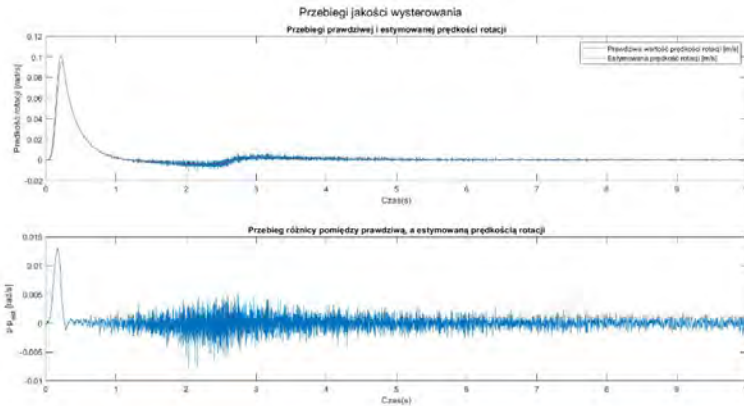 Przebiegi jakości wysterowania
Przebiegi prawdziwej i estymowanej prędkości rotacji
0.12
0.1
0.08
0.06
0.04
0.02
0
-0.02
Prędkość rotacji [rad/s]
Prawdziwa wartość prędkości rotacji [m/s]
Estymowana prędkość rotacji [m/s]
0 1 2 3 4 5 6 7 8 9
Czas(s)
Przebieg różnicy pomiędzy prawdziwą, a estymowaną prędkością rotacji
0.015
0.01
0.005
0
-0.005
-0.01
[rad/s]
0 1 2 3 4 5 6 7 8 9
Czas(s)